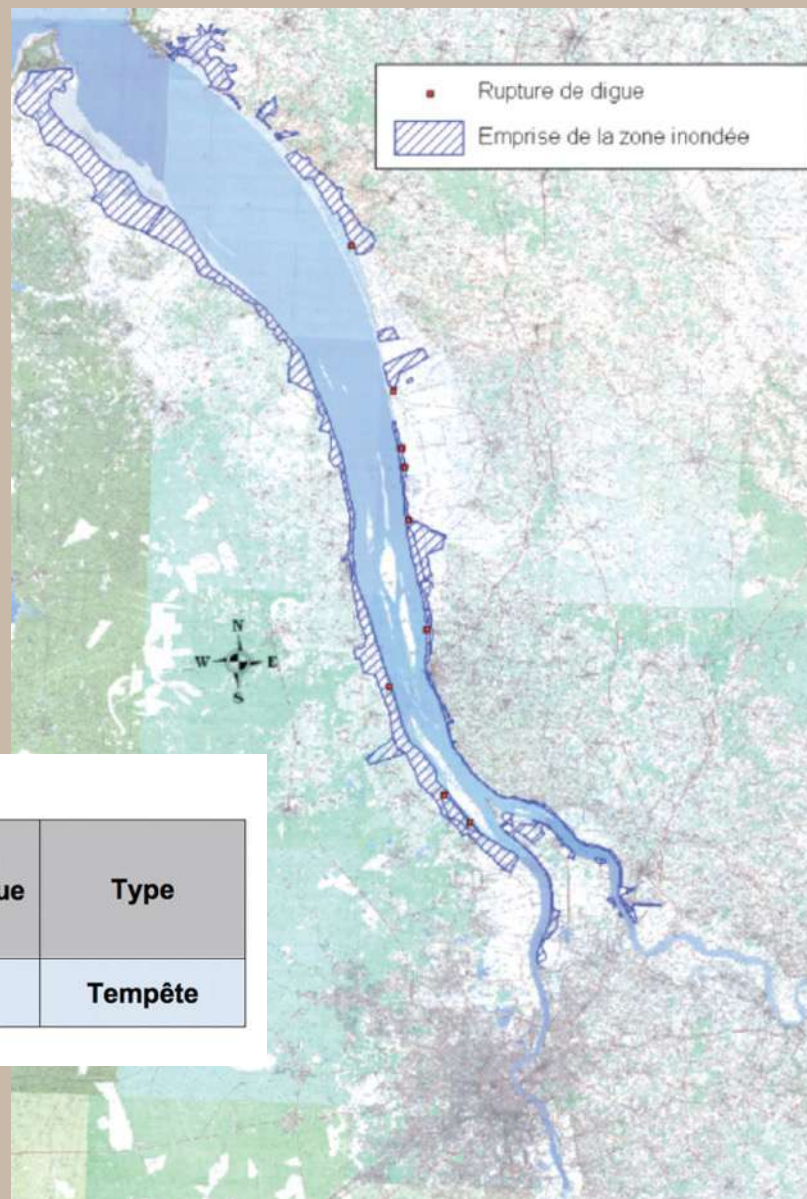 Rupture de digue
Emprise de la zone inondée
N
W E
S
ue Type
Tempête